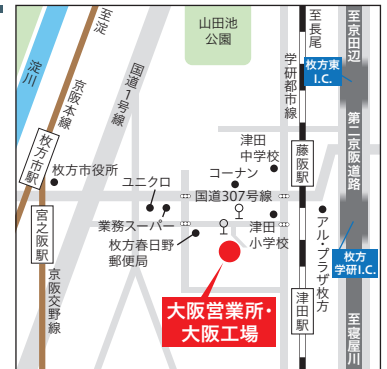 至淀
淀川
京阪本線
国道1号線
山田池
公園
学研都市線
至長尾
至京田辺
枚方東
I.C.
第二京阪道路
津田
中学校
藤阪駅
コーナン
枚方市駅
枚方市役所
ユニクロ
国道307号線
宮之阪駅
業務スーパー
枚方春日野
郵便局
津田
小学校
アル・プラザ枚方
枚方
学研I.C.
京阪交野線
大阪営業所・
大阪工場
津田駅
至寝屋川